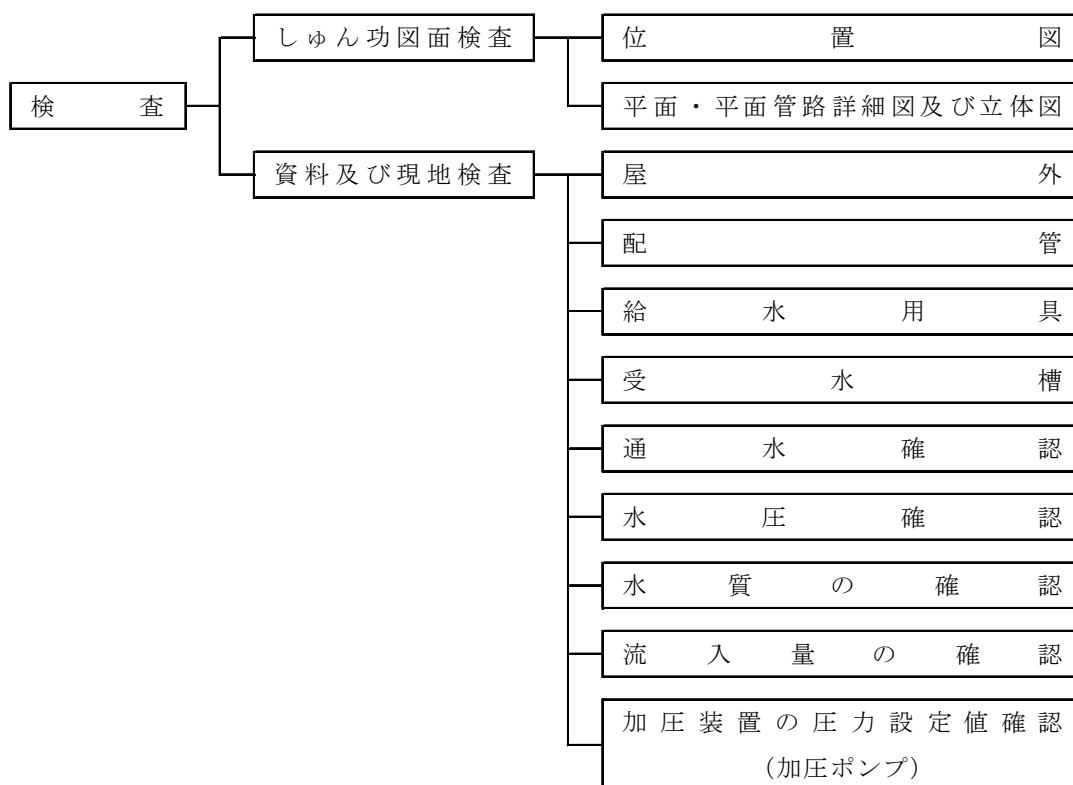 検査
しゅん功図面検査
位置図
平面・平面管路詳細図及び立体図
資料及び現地検査
屋外
配管
給水用具
受水槽
通水確認
水圧確認
水質の確認
流入量の確認
加圧装置の圧力設定値確認
（加圧ポンプ）